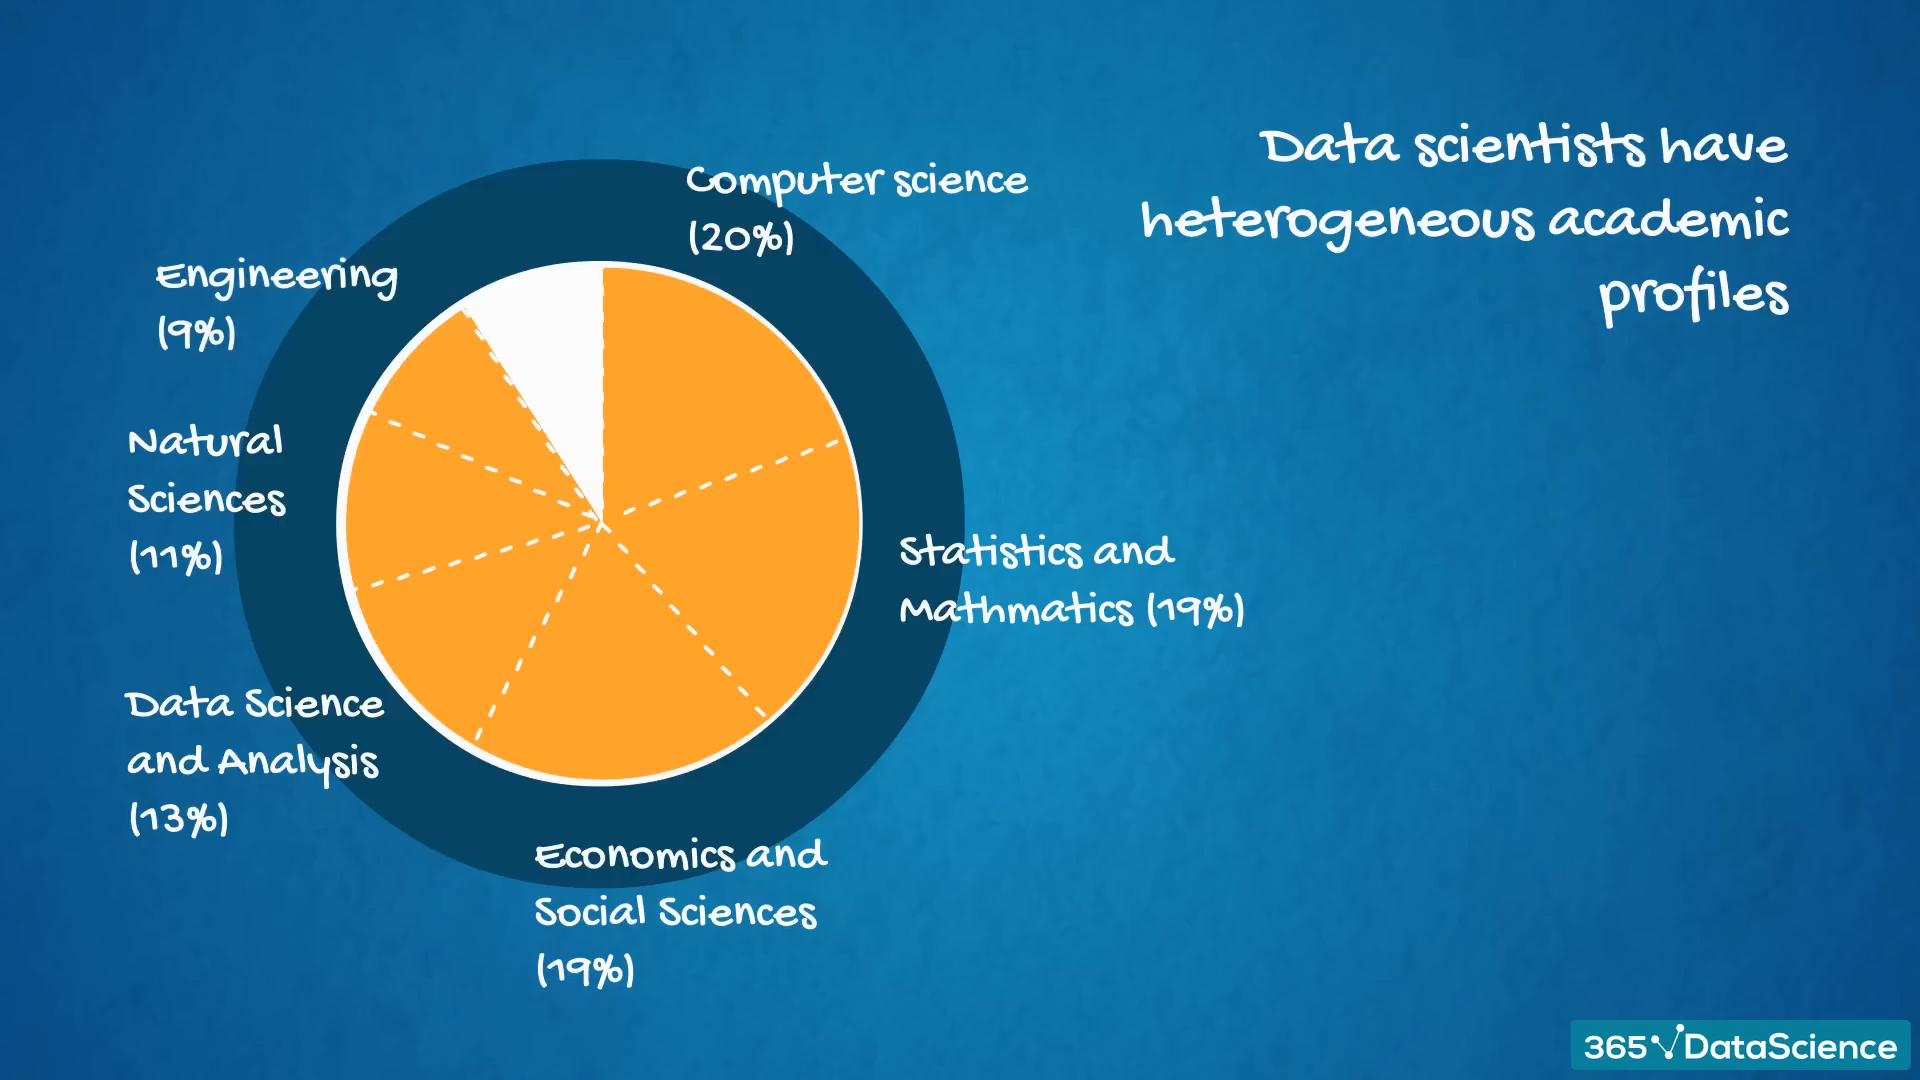 Data scientists have
heterogeneous academic
profiles
Computer science
(20%)
Engineering
(9%)
Natural
Sciences
(11%)
Statistics and
Mathmatics (19%)
Data Science
and Analysis
(13%)
Economics and
Social Sciences
(19%)
365 DataScience